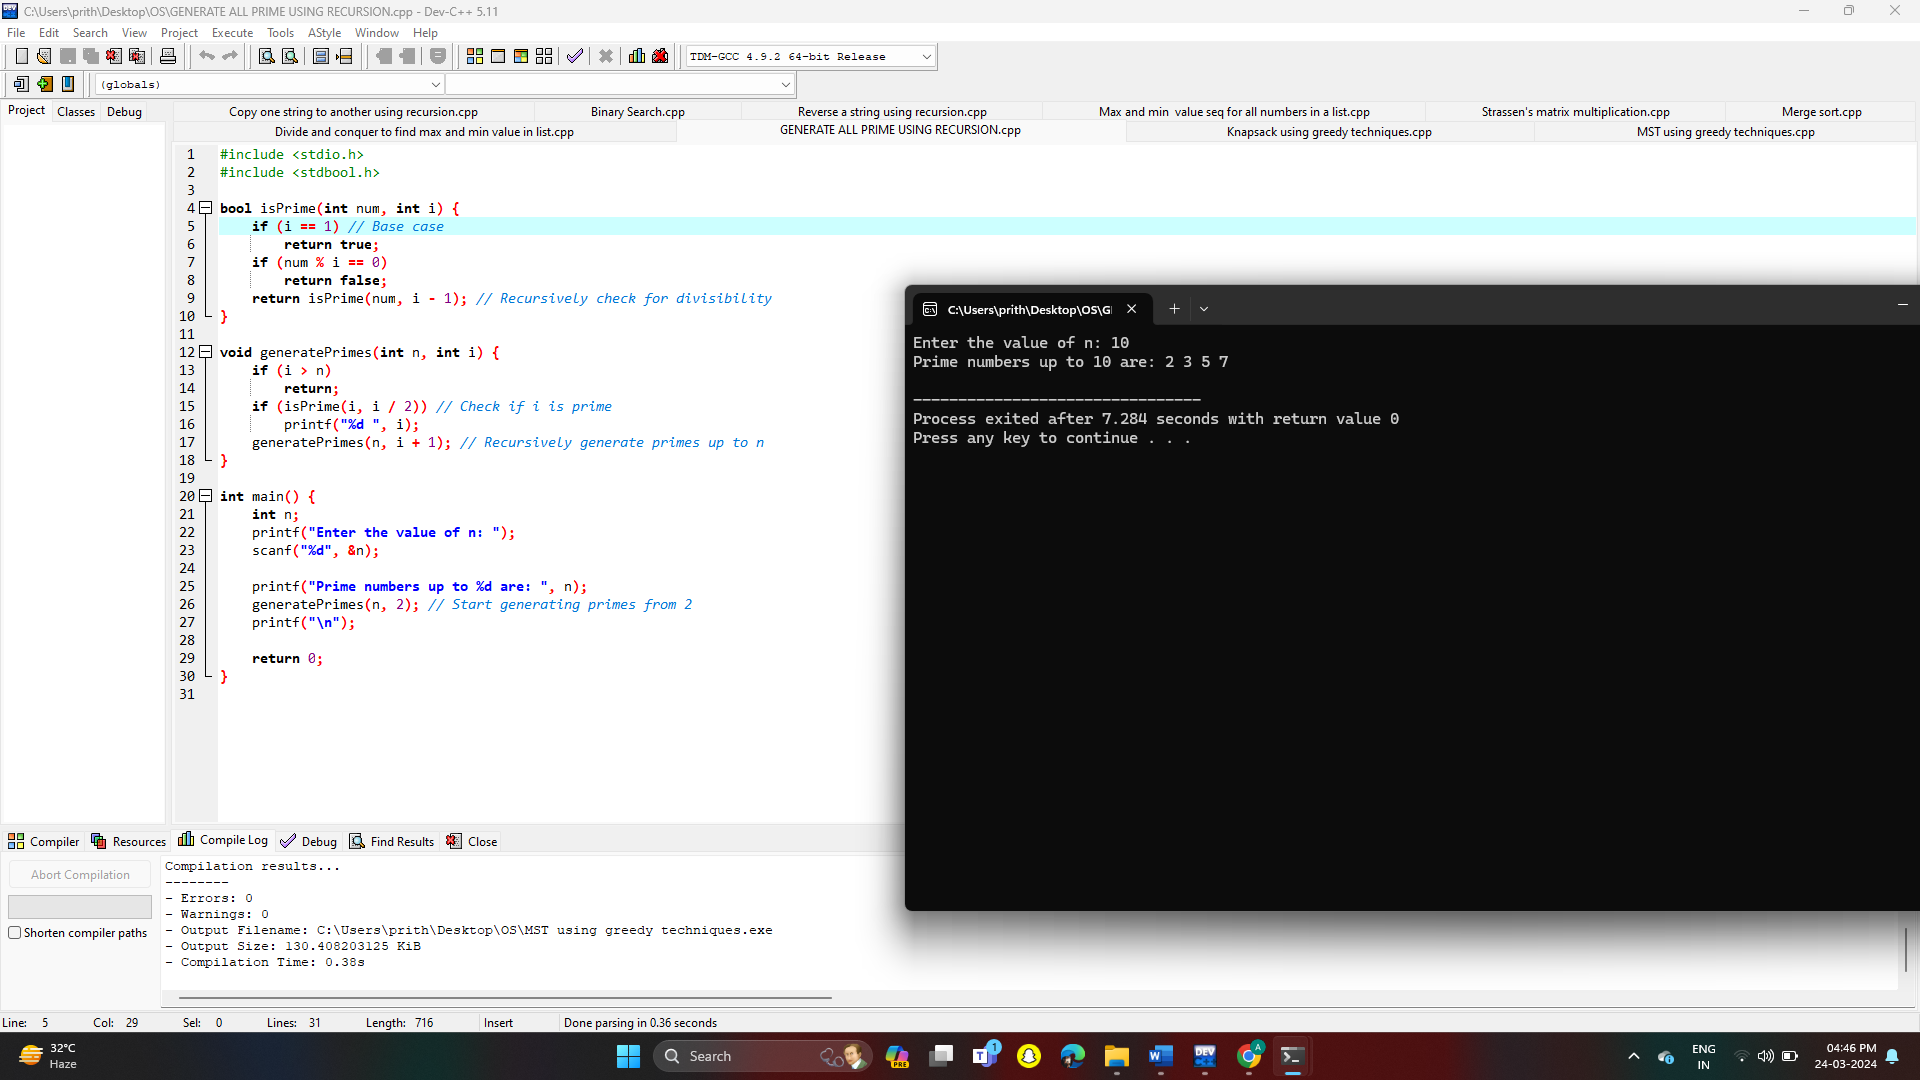 C:\Users\prith\Desktop\OS\GENERATE ALL PRIME USING RECURSION.cpp - Dev-C++ 5.11
File Edit Search View Project Execute Tools AStyle Window Help
TDM-GCC 4.9.2 64-bit Release
(globals)
Project Classes Debug
Copy one string to another using recursion.cpp Binary Search.cpp Reverse a string using recursion.cpp Max and min  value seq for all numbers in a list.cpp Strassen's matrix multiplication.cpp Merge sort.cpp
Divide and conquer to find max and min value in list.cpp GENERATE ALL PRIME USING RECURSION.cpp Knapsack using greedy techniques.cpp MST using greedy techniques.cpp
1 #include <stdio.h>
2 #include <stdbool.h>
3
4 bool isPrime(int num, int i) {
5     if (i == 1) // Base case
6         return true;
7     if (num % i == 0)
8         return false;
9     return isPrime(num, i - 1); // Recursively check for divisibility
10 }
11
12 void generatePrimes(int n, int i) {
13     if (i > n)
14         return;
15     if (isPrime(i, i / 2)) // Check if i is prime
16         printf("%d ", i);
17     generatePrimes(n, i + 1); // Recursively generate primes up to n
18 }
19
20 int main() {
21     int n;
22     printf("Enter the value of n: ");
23     scanf("%d", &n);
24
25     printf("Prime numbers up to %d are: ", n);
26     generatePrimes(n, 2); // Start generating primes from 2
27     printf("\n");
28
29     return 0;
30 }
31
C:\Users\prith\Desktop\OS\G
Enter the value of n: 10
Prime numbers up to 10 are: 2 3 5 7
--------------------------------
Process exited after 7.284 seconds with return value 0
Press any key to continue . . .
Compiler Resources Compile Log Debug Find Results Close
Abort Compilation
Shorten compiler paths
Compilation results...
--------
- Errors: 0
- Warnings: 0
- Output Filename: C:\Users\prith\Desktop\OS\MST using greedy techniques.exe
- Output Size: 130.408203125 KiB
- Compilation Time: 0.38s
Line: 5 Col: 29 Sel: 0 Lines: 31 Length: 716 Insert Done parsing in 0.36 seconds
32°C
Haze
Search
PRE
1
DEV
A
ENG
IN
04:46 PM
24-03-2024